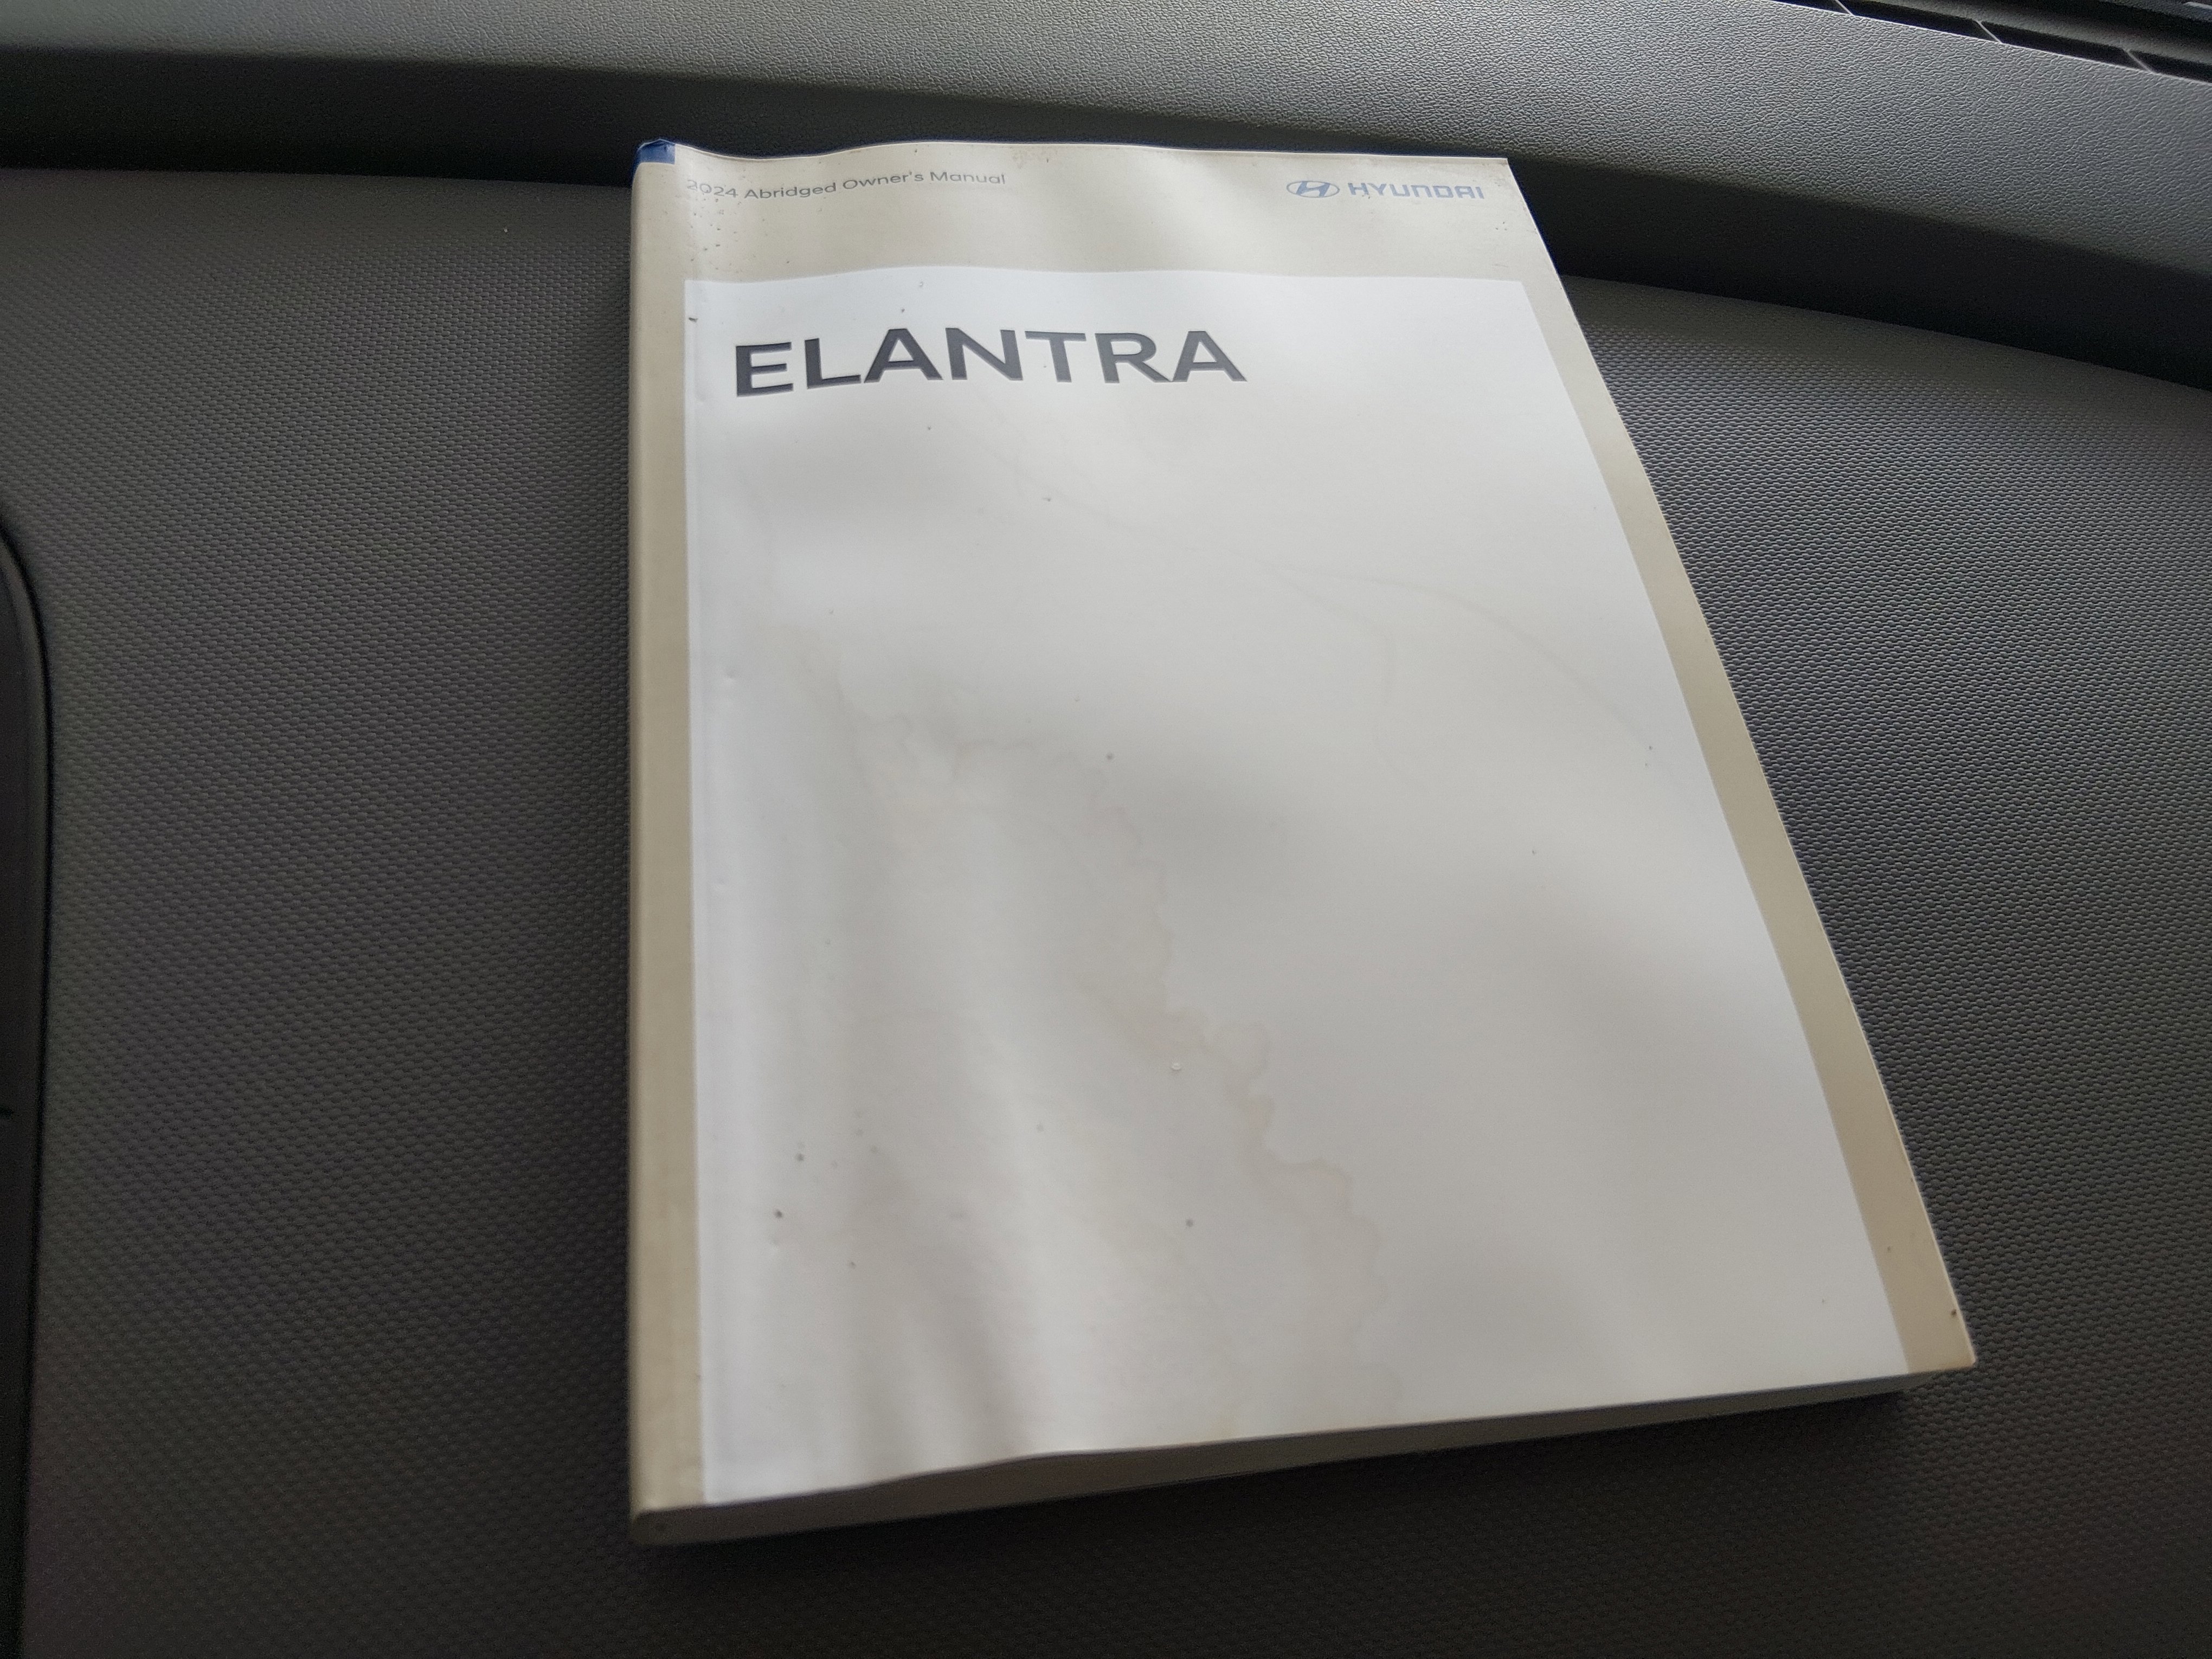 2024 Abridged Owner's Manual
HYUNDAI
ELANTRA